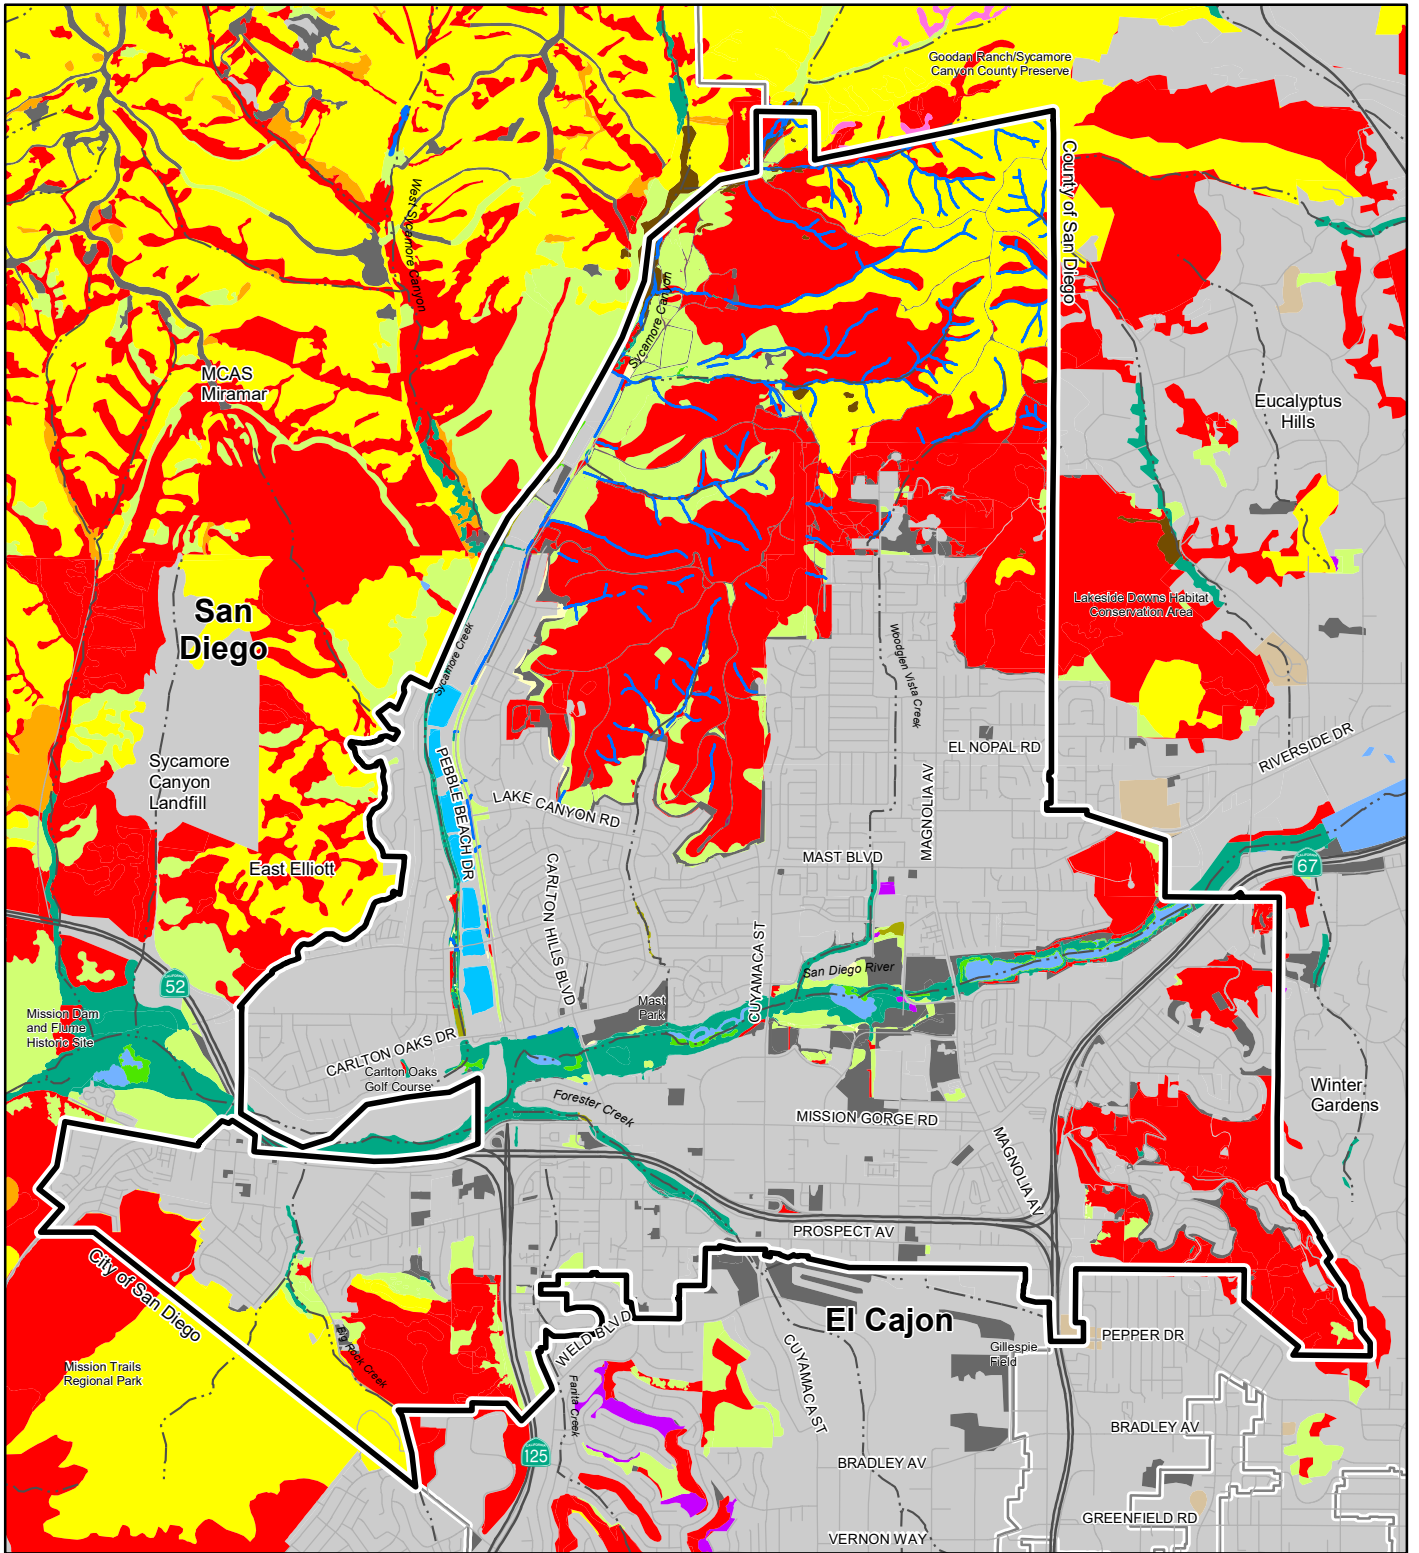 Goodan Ranch/Sycamore
Canyon County Preserve
County of San Diego
West Sycamore Canyon
Sycamore Canyon
MCAS
Miramar
Eucalyptus
Hills
San
Diego
Lakeside Downs Habitat
Conservation Area
Sycamore Creek
Woodglen Vista Creek
EL NOPAL RD
RIVERSIDE DR
Sycamore
Canyon
Landfill
PEBBLE BEACH DR
LAKE CANYON RD
MAGNOLIA AV
MAST BLVD
East Elliott
CARLTON HILLS BLVD
CALIFORNIA
67
CUYAMACA ST
San Diego River
CALIFORNIA
52
Mast
Park
Mission Dam
and Flume
Historic Site
CARLTON OAKS DR
Carlton Oaks
Golf Course
Forester Creek
MISSION GORGE RD
Winter
Gardens
MAGNOLIA AV
PROSPECT AV
City of San Diego
El Cajon
WELD BLVD
Big Rock Creek
Mission Trails
Regional Park
CUYAMACA ST
Gillespie
Field
PEPPER DR
Fanita Creek
CALIFORNIA
125
BRADLEY AV
BRADLEY AV
GREENFIELD RD
VERNON WAY